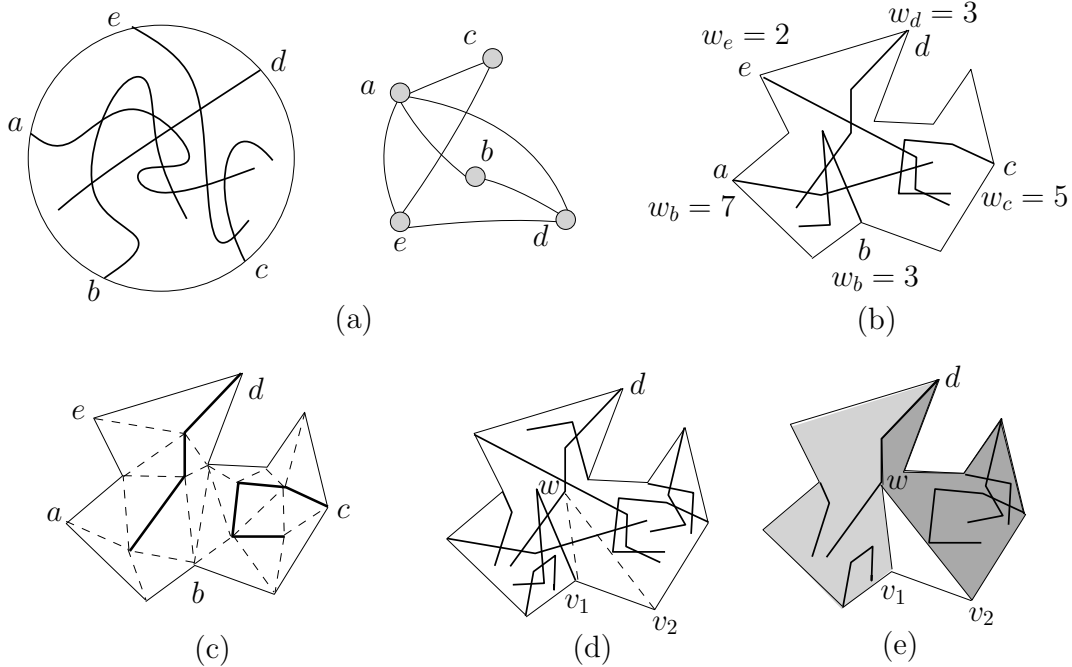 e
d
a
b
c
c
a
b
e
d
(a)
w_d = 3
w_e = 2
d
e
a
c
w_b = 7
w_c = 5
b
w_b = 3
(b)
d
e
a
c
b
(c)
d
w
v_1
v_2
(d)
d
w
v_1
v_2
(e)